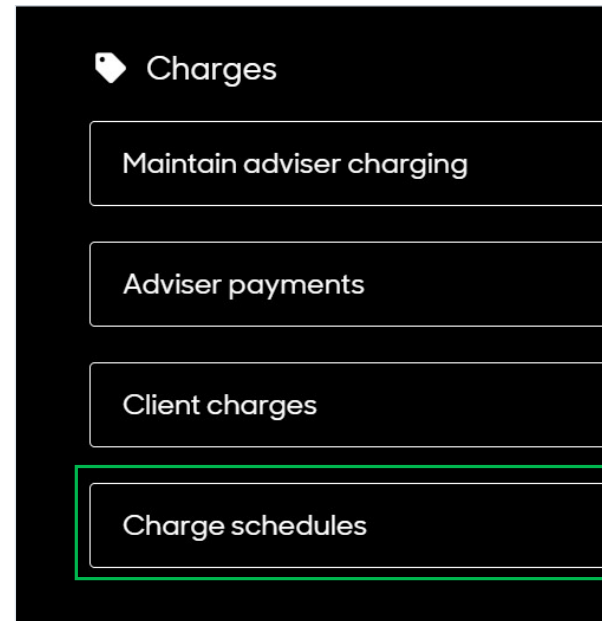 Charges
Maintain adviser charging
Adviser payments
Client charges
Charge schedules